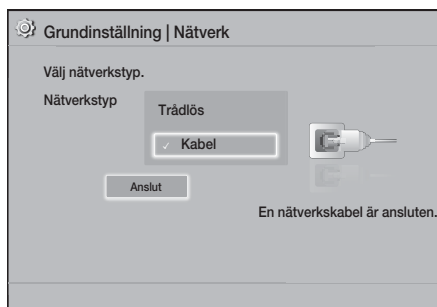 Grundinställning | Nätverk
Välj nätverkstyp.
Nätverkstyp
Trådlös
✓ Kabel
Anslut
En nätverkskabel är ansluten.